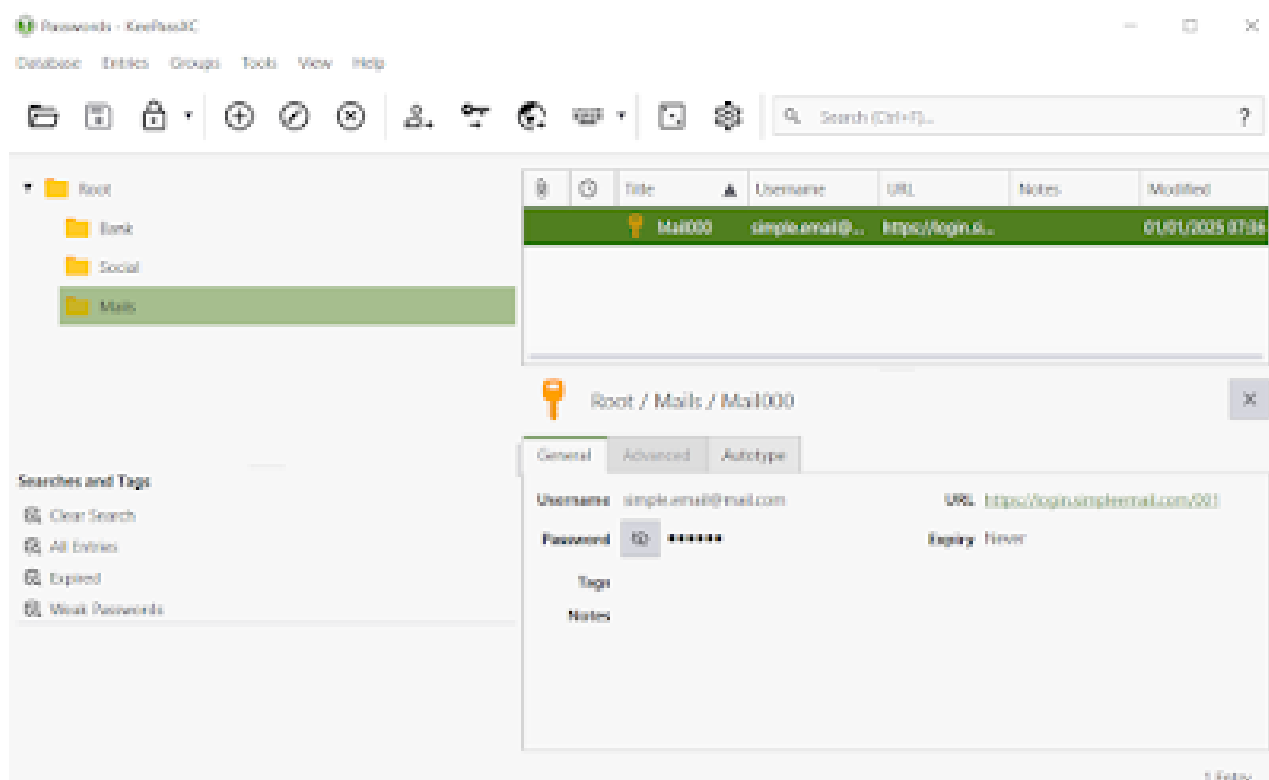 Passwords - KeePassXC
Database Entries Groups Tools View Help
Search (Ctrl+F)... ?
Root
Bank
Social
Mails
Title Username URL Notes Modified
Mail000 simple.email@... https://login.si... 01/01/2025 07:36
Root / Mails / Mail000
General Advanced Autotype
Username simple.email@mail.com URL https://login.simpleemail.com/001
Password ●●●●●● Expiry Never
Tags
Notes
Searches and Tags
Clear Search
All Entries
Expired
Weak Passwords
1 Entry